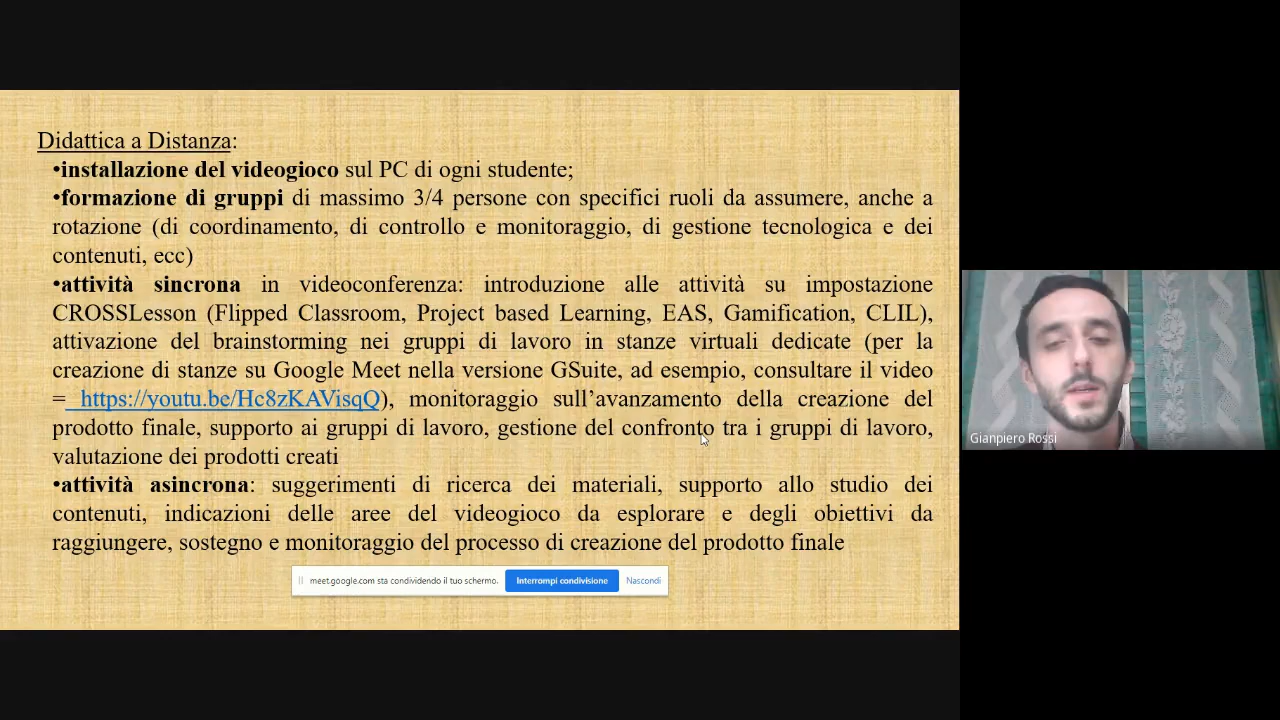 Didattica a Distanza:
•installazione del videogioco sul PC di ogni studente;
•formazione di gruppi di massimo 3/4 persone con specifici ruoli da assumere, anche a
rotazione (di coordinamento, di controllo e monitoraggio, di gestione tecnologica e dei
contenuti, ecc)
•attività sincrona in videoconferenza: introduzione alle attività su impostazione
CROSSLesson (Flipped Classroom, Project based Learning, EAS, Gamification, CLIL),
attivazione del brainstorming nei gruppi di lavoro in stanze virtuali dedicate (per la
creazione di stanze su Google Meet nella versione GSuite, ad esempio, consultare il video
= https://youtu.be/Hc8zKAVisqQ), monitoraggio sull’avanzamento della creazione del
prodotto finale, supporto ai gruppi di lavoro, gestione del confronto tra i gruppi di lavoro,
valutazione dei prodotti creati
•attività asincrona: suggerimenti di ricerca dei materiali, supporto allo studio dei
contenuti, indicazioni delle aree del videogioco da esplorare e degli obiettivi da
raggiungere, sostegno e monitoraggio del processo di creazione del prodotto finale
meet.google.com sta condividendo il tuo schermo. Interrompi condivisione Nascondi
Gianpiero Rossi